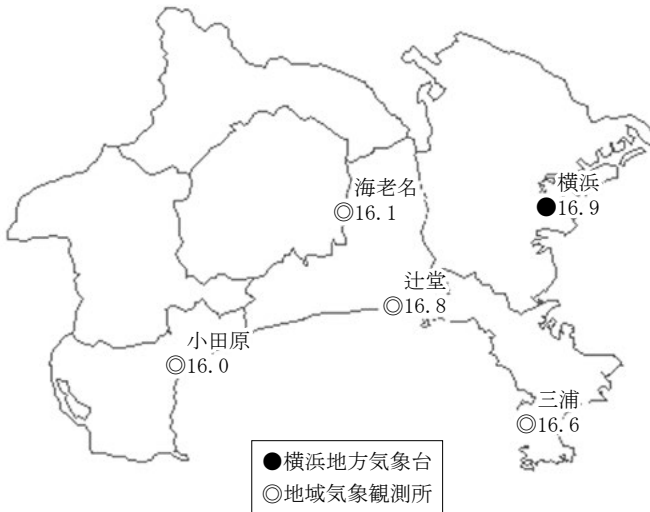 海老名
◎16.1
横浜
●16.9
辻堂
◎16.8
小田原
◎16.0
三浦
◎16.6
●横浜地方気象台
◎地域気象観測所